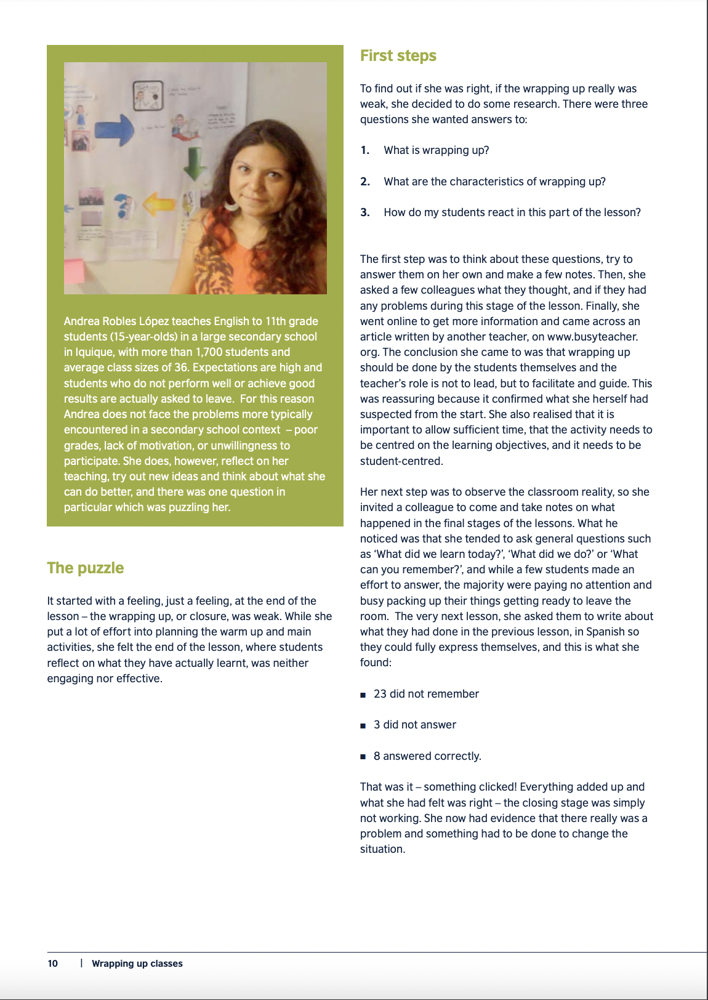 Andrea Robles López teaches English to 11th grade
students (15-year-olds) in a large secondary school
in Iquique, with more than 1,700 students and
average class sizes of 36. Expectations are high and
students who do not perform well or achieve good
results are actually asked to leave.  For this reason
Andrea does not face the problems more typically
encountered in a secondary school context  – poor
grades, lack of motivation, or unwillingness to
participate. She does, however, reflect on her
teaching, try out new ideas and think about what she
can do better, and there was one question in
particular which was puzzling her.
The puzzle
It started with a feeling, just a feeling, at the end of the
lesson – the wrapping up, or closure, was weak. While she
put a lot of effort into planning the warm up and main
activities, she felt the end of the lesson, where students
reflect on what they have actually learnt, was neither
engaging nor effective.
First steps
To find out if she was right, if the wrapping up really was
weak, she decided to do some research. There were three
questions she wanted answers to:
1. What is wrapping up?
2. What are the characteristics of wrapping up?
3. How do my students react in this part of the lesson?
The first step was to think about these questions, try to
answer them on her own and make a few notes. Then, she
asked a few colleagues what they thought, and if they had
any problems during this stage of the lesson. Finally, she
went online to get more information and came across an
article written by another teacher, on www.busyteacher.
org. The conclusion she came to was that wrapping up
should be done by the students themselves and the
teacher’s role is not to lead, but to facilitate and guide. This
was reassuring because it confirmed what she herself had
suspected from the start. She also realised that it is
important to allow sufficient time, that the activity needs to
be centred on the learning objectives, and it needs to be
student-centred.
Her next step was to observe the classroom reality, so she
invited a colleague to come and take notes on what
happened in the final stages of the lessons. What he
noticed was that she tended to ask general questions such
as ‘What did we learn today?’, ‘What did we do?’ or ‘What
can you remember?’, and while a few students made an
effort to answer, the majority were paying no attention and
busy packing up their things getting ready to leave the
room.  The very next lesson, she asked them to write about
what they had done in the previous lesson, in Spanish so
they could fully express themselves, and this is what she
found:
■ 23 did not remember
■ 3 did not answer
■ 8 answered correctly.
That was it – something clicked! Everything added up and
what she had felt was right – the closing stage was simply
not working. She now had evidence that there really was a
problem and something had to be done to change the
situation.
10 | Wrapping up classes